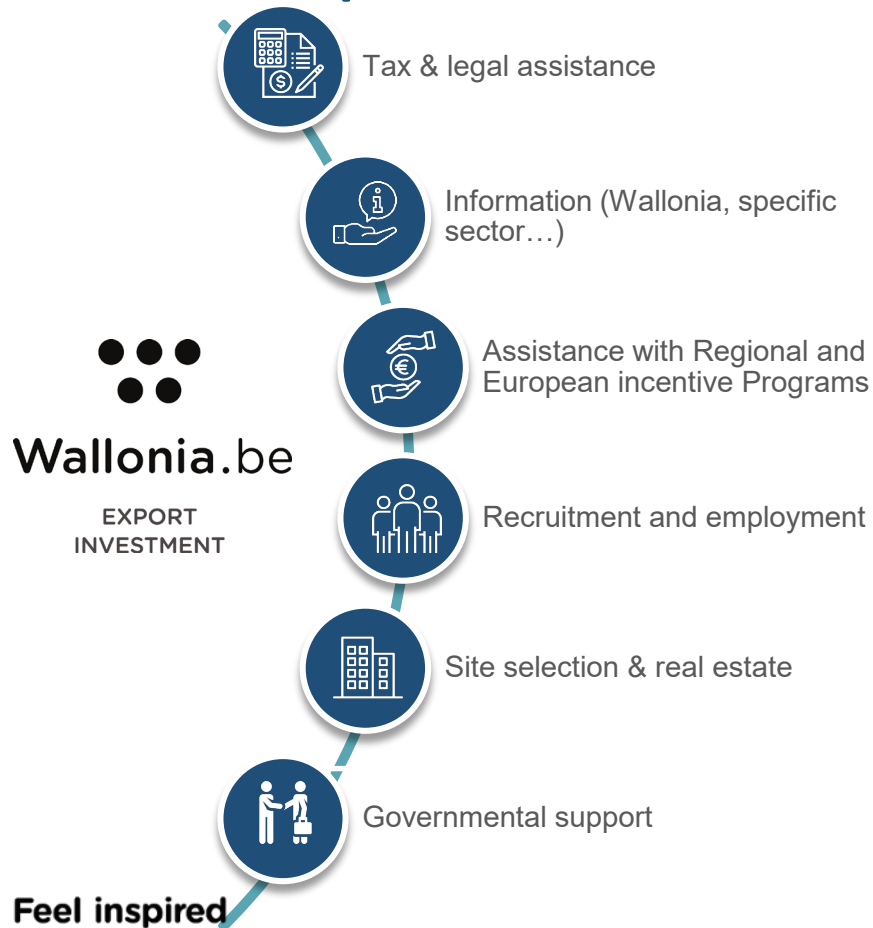 Tax & legal assistance
Information (Wallonia, specific
sector…)
Assistance with Regional and
European incentive Programs
Wallonia.be
EXPORT
INVESTMENT
Recruitment and employment
Site selection & real estate
Governmental support
Feel inspired